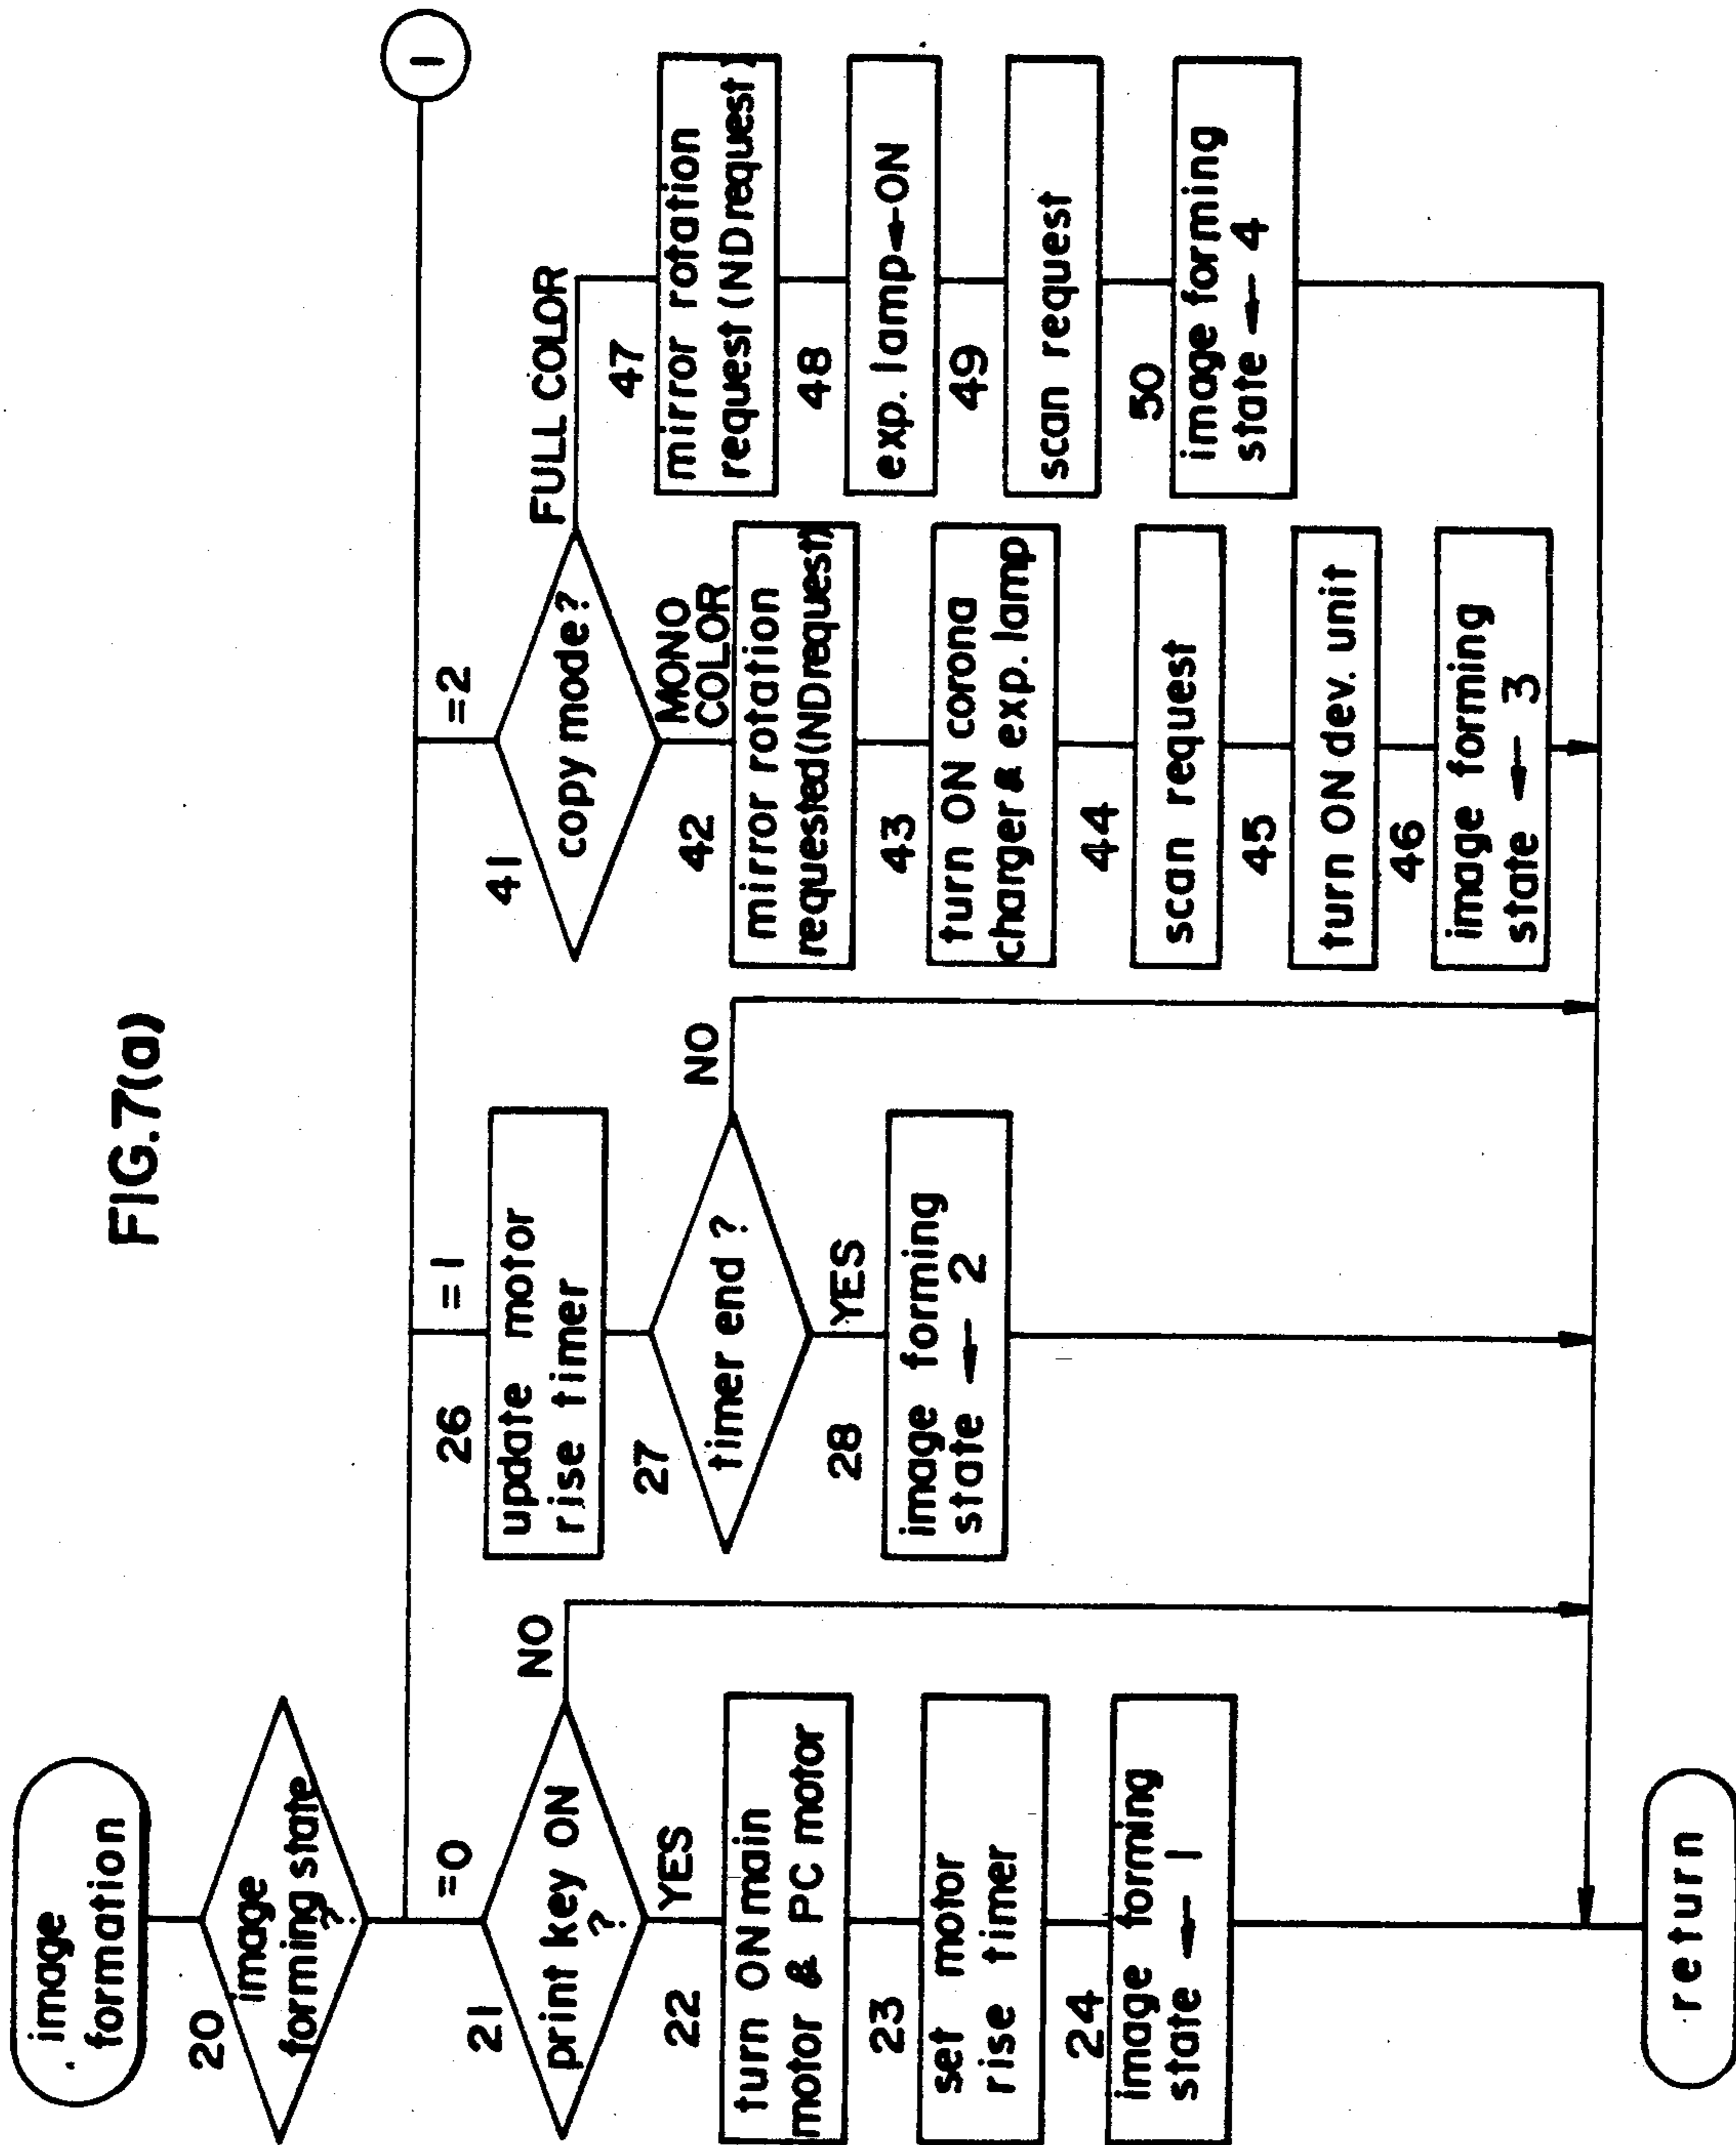 FIG.7(a)
image
formation
20
image
forming state
?
=0
21
print key ON
?
NO
YES
22
turn ON main
motor & PC motor
23
set motor
rise timer
24
image forming
state ← 1
return
=1
26
update motor
rise timer
27
timer end ?
NO
YES
28
image forming
state ← 2
=2
41
copy mode?
FULL COLOR
MONO
COLOR
42
mirror rotation
requested(ND request)
43
turn ON corona
charger & exp. lamp
44
scan request
45
turn ON dev. unit
46
image forming
state ← 3
47
mirror rotation
request (ND request)
48
exp. lamp ← ON
49
scan request
50
image forming
state ← 4
1